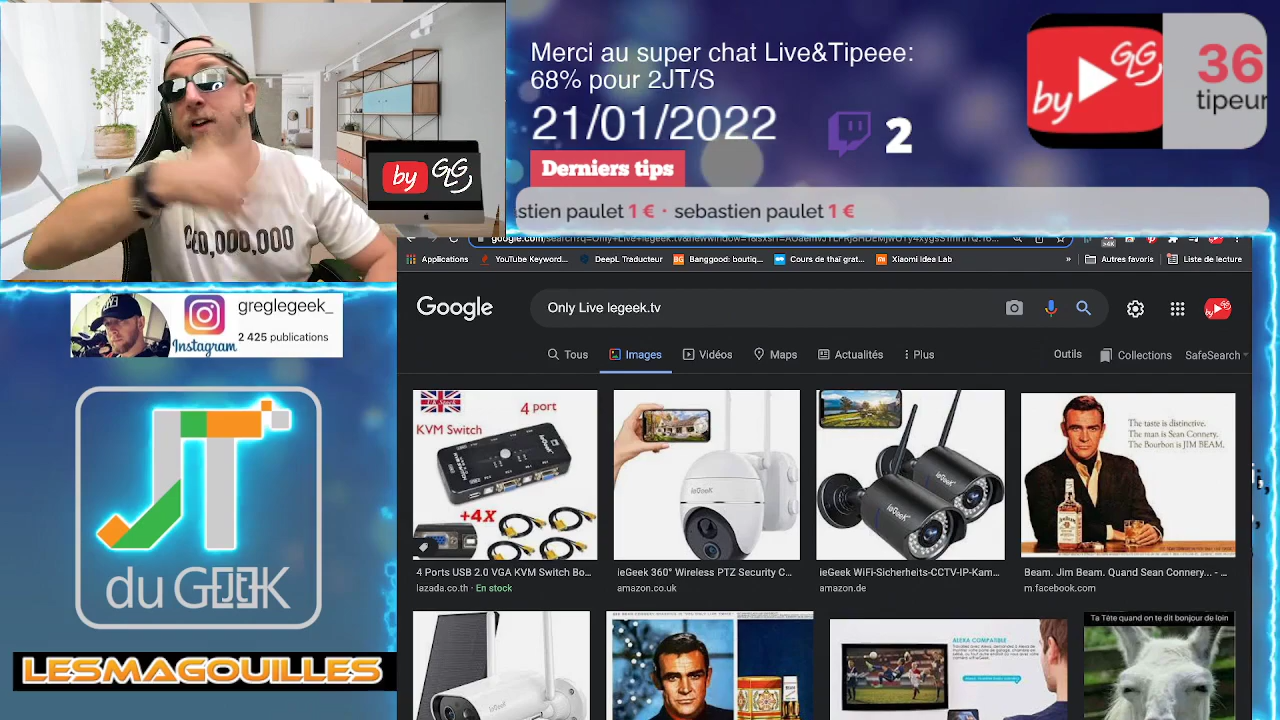 Merci au super chat Live&Tipeee:
68% pour 2JT/S
21/01/2022
2
by GLG
36
tipeur
Derniers tips
stien paulet 1 € · sebastien paulet 1 €
by GLG
000,000
greglegeek_
Instagram
2 425 publications
JT
du GEEK
LESMAGOUILLES
Applications
YouTube Keyword...
DeepL Traducteur
Banggood: boutiq...
Cours de thaï grat...
Xiaomi Idea Lab
»
Autres favoris
Liste de lecture
Google
Only Live legeek.tv
Tous
Images
Vidéos
Maps
Actualités
Plus
Outils
Collections
SafeSearch
4 port
KVM Switch
+4X
ieGeek
ieGeek
The taste is distinctive.
The man is Sean Connery.
The Bourbon is JIM BEAM.
4 Ports USB 2.0 VGA KVM Switch Bo...
lazada.co.th · En stock
ieGeek 360° Wireless PTZ Security C...
amazon.co.uk
ieGeek WiFi-Sicherheits-CCTV-IP-Kam...
amazon.de
Beam. Jim Beam. Quand Sean Connery... - ...
m.facebook.com
ALEXA COMPATIBLE
Ta Tête quand on te dit bonjour de loin